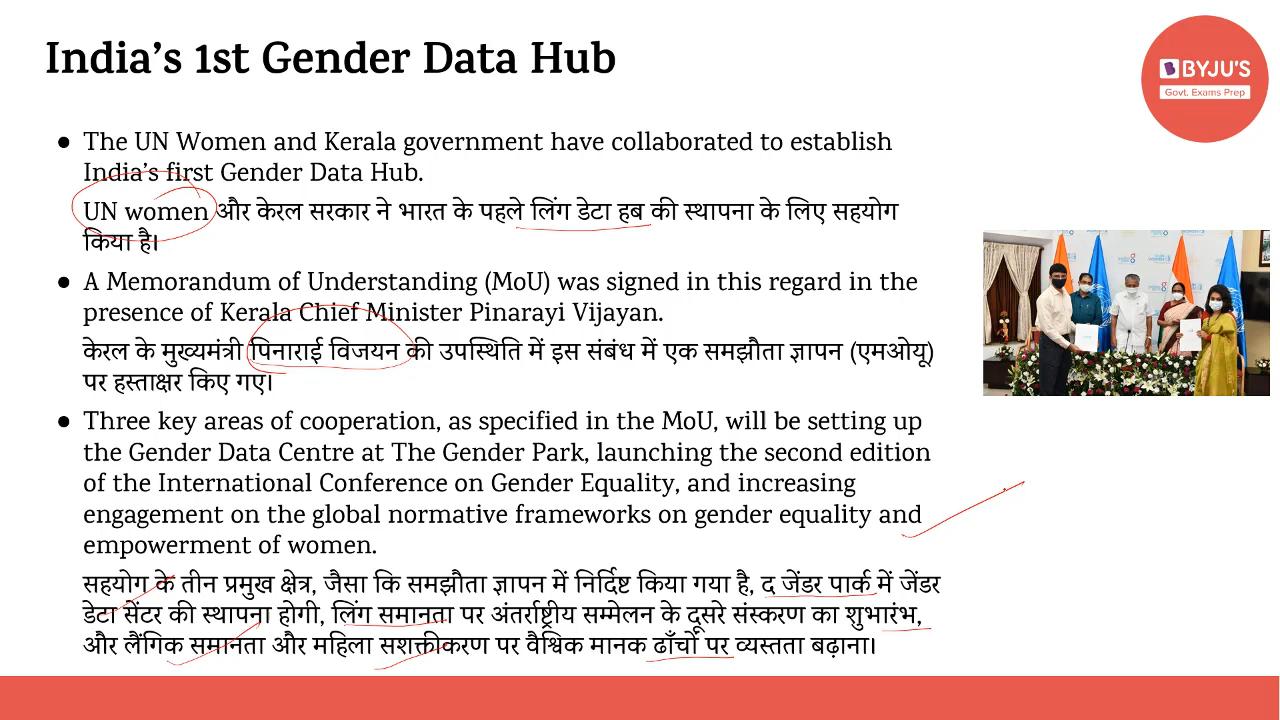 India's 1st Gender Data Hub
BYJU'S
Govt. Exams Prep
● The UN Women and Kerala government have collaborated to establish
India's first Gender Data Hub.
UN women और केरल सरकार ने भारत के पहले लिंग डेटा हब की स्थापना के लिए सहयोग
किया है।
● A Memorandum of Understanding (MoU) was signed in this regard in the
presence of Kerala Chief Minister Pinarayi Vijayan.
केरल के मुख्यमंत्री पिनाराई विजयन की उपस्थिति में इस संबंध में एक समझौता ज्ञापन (एमओयू)
पर हस्ताक्षर किए गए।
● Three key areas of cooperation, as specified in the MoU, will be setting up
the Gender Data Centre at The Gender Park, launching the second edition
of the International Conference on Gender Equality, and increasing
engagement on the global normative frameworks on gender equality and
empowerment of women.
सहयोग के तीन प्रमुख क्षेत्र, जैसा कि समझौता ज्ञापन में निर्दिष्ट किया गया है, द जेंडर पार्क में जेंडर
डेटा सेंटर की स्थापना होगी, लिंग समानता पर अंतर्राष्ट्रीय सम्मेलन के दूसरे संस्करण का शुभारंभ,
और लैंगिक समानता और महिला सशक्तीकरण पर वैश्विक मानक ढाँचों पर व्यस्तता बढ़ाना।